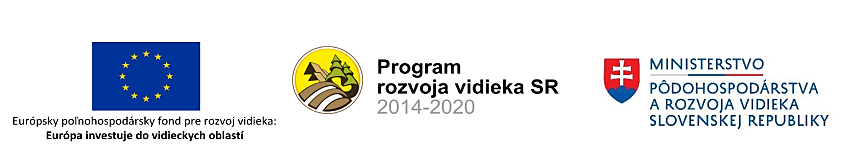 Európsky poľnohospodársky fond pre rozvoj vidieka:
Európa investuje do vidieckych oblastí
Program
rozvoja vidieka SR
2014-2020
MINISTERSTVO
PÔDOHOSPODÁRSTVA
A ROZVOJA VIDIEKA
SLOVENSKEJ REPUBLIKY